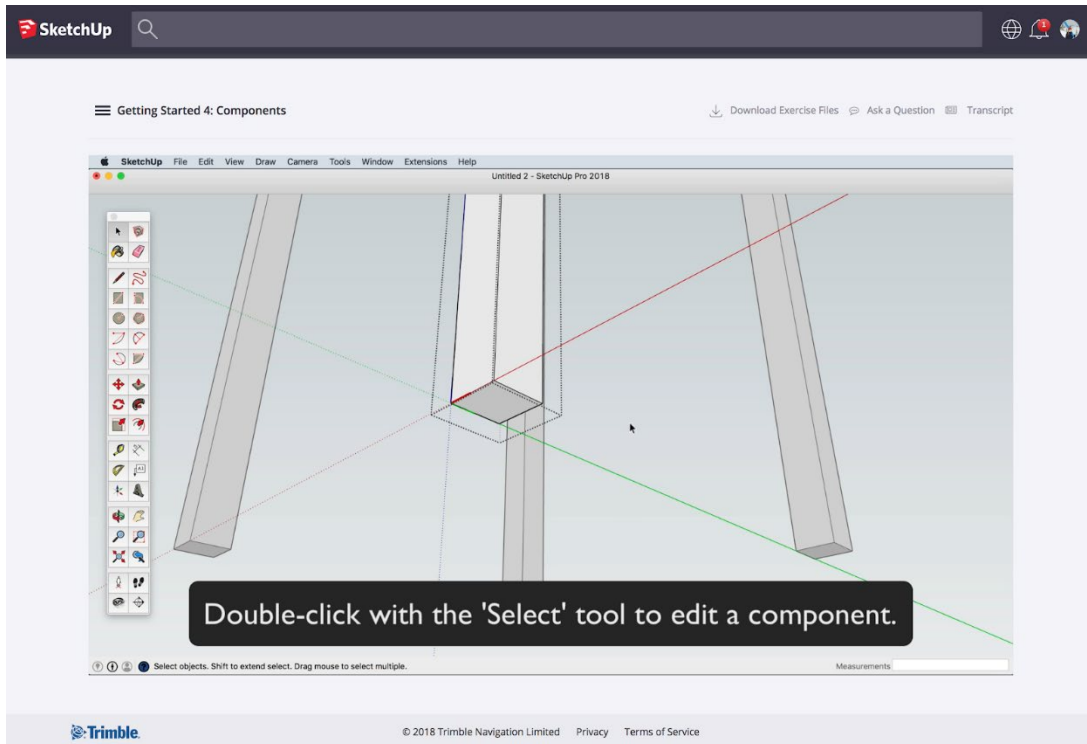 SketchUp
1
Getting Started 4: Components
Download Exercise Files Ask a Question Transcript
SketchUp File Edit View Draw Camera Tools Window Extensions Help
Untitled 2 - SketchUp Pro 2018
A1
Double-click with the 'Select' tool to edit a component.
Select objects. Shift to extend select. Drag mouse to select multiple.
Measurements
Trimble.
© 2018 Trimble Navigation Limited Privacy Terms of Service